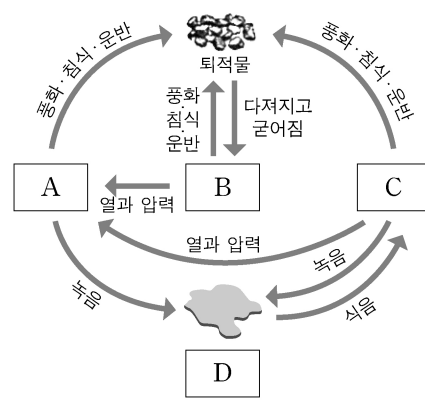 퇴적물
풍화·침식·운반
풍화·침식·운반
풍화·침식·운반
다져지고
굳어짐
A
B
C
열과 압력
열과 압력
녹음
녹음
식음
D